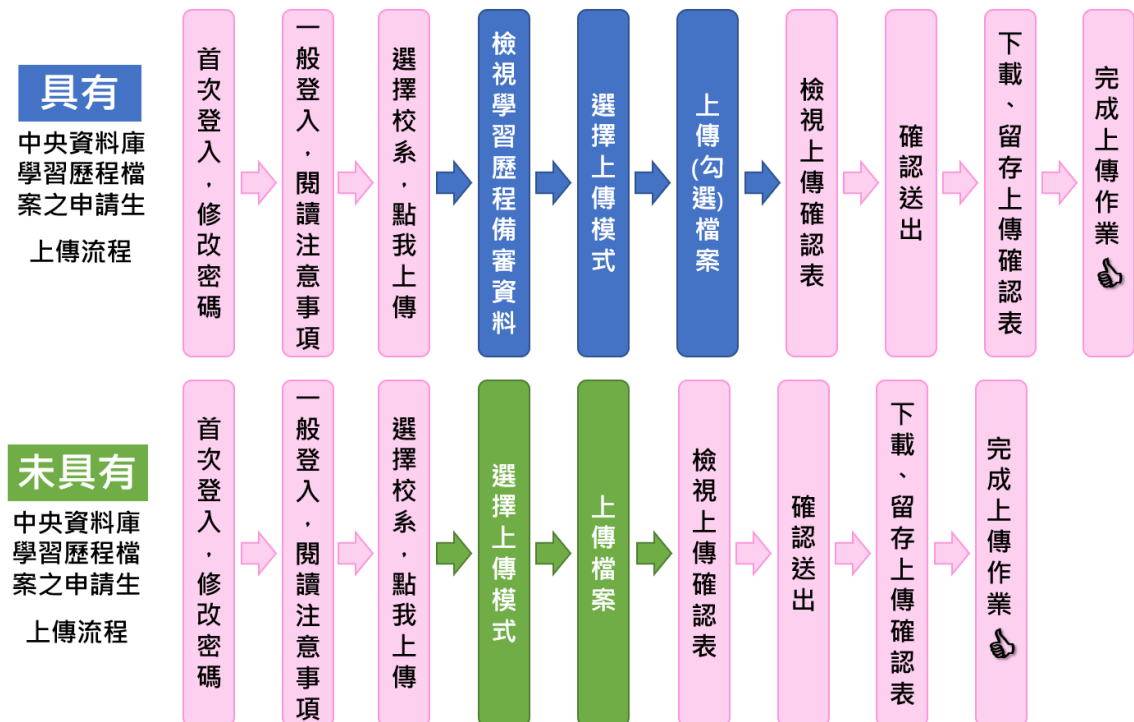 具有
中央資料庫
學習歷程檔
案之申請生
上傳流程
首次登入，修改密碼
一般登入，閱讀注意事項
選擇校系，點我上傳
檢視學習歷程備審資料
選擇上傳模式
上傳(勾選)檔案
檢視上傳確認表
確認送出
下載、留存上傳確認表
完成上傳作業
未具有
中央資料庫
學習歷程檔
案之申請生
上傳流程
首次登入，修改密碼
一般登入，閱讀注意事項
選擇校系，點我上傳
選擇上傳模式
上傳檔案
檢視上傳確認表
確認送出
下載、留存上傳確認表
完成上傳作業